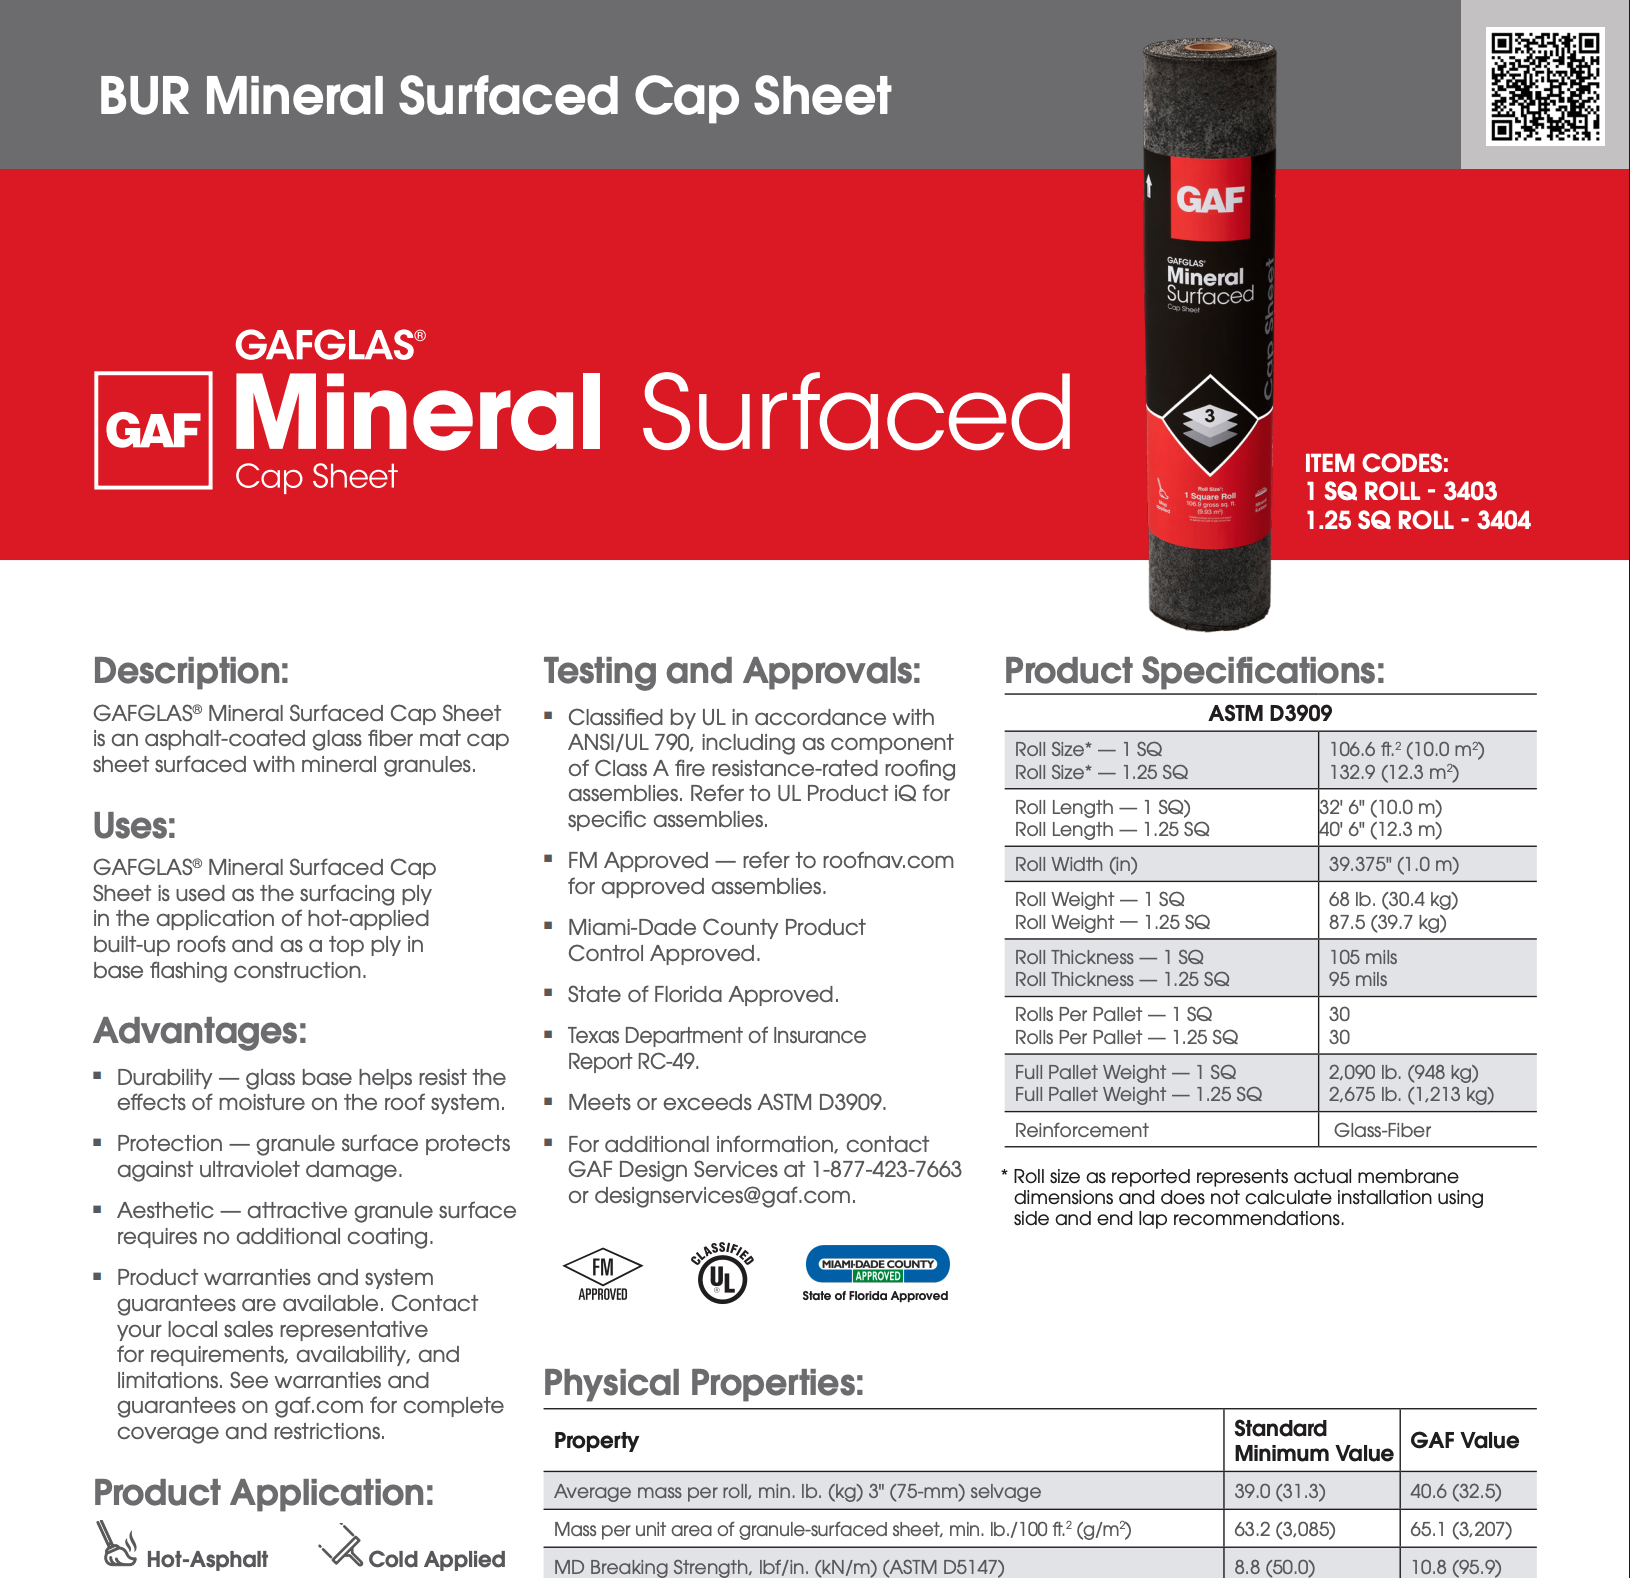 BUR Mineral Surfaced Cap Sheet
GAF
GAFGLAS®
Mineral
Surfaced
Cap Sheet
Cap Sheet
3
Roll Size*:
1 Square Roll
106.9 gross sq. ft.
(9.93 m²)
GAFGLAS®
GAF
Mineral Surfaced
Cap Sheet
ITEM CODES:
1 SQ ROLL - 3403
1.25 SQ ROLL - 3404
Description:
GAFGLAS® Mineral Surfaced Cap Sheet
is an asphalt-coated glass fiber mat cap
sheet surfaced with mineral granules.
Uses:
GAFGLAS® Mineral Surfaced Cap
Sheet is used as the surfacing ply
in the application of hot-applied
built-up roofs and as a top ply in
base flashing construction.
Advantages:
▪ Durability — glass base helps resist the
effects of moisture on the roof system.
▪ Protection — granule surface protects
against ultraviolet damage.
▪ Aesthetic — attractive granule surface
requires no additional coating.
▪ Product warranties and system
guarantees are available. Contact
your local sales representative
for requirements, availability, and
limitations. See warranties and
guarantees on gaf.com for complete
coverage and restrictions.
Product Application:
Hot-Asphalt
Cold Applied
Testing and Approvals:
▪ Classified by UL in accordance with
ANSI/UL 790, including as component
of Class A fire resistance-rated roofing
assemblies. Refer to UL Product iQ for
specific assemblies.
▪ FM Approved — refer to roofnav.com
for approved assemblies.
▪ Miami-Dade County Product
Control Approved.
▪ State of Florida Approved.
▪ Texas Department of Insurance
Report RC-49.
▪ Meets or exceeds ASTM D3909.
▪ For additional information, contact
GAF Design Services at 1-877-423-7663
or designservices@gaf.com.
FM
APPROVED
CLASSIFIED
UL®
MIAMI-DADE COUNTY
APPROVED
State of Florida Approved
Product Specifications:
ASTM D3909
Roll Size* — 1 SQ 106.6 ft.² (10.0 m²)
Roll Size* — 1.25 SQ 132.9 (12.3 m²)
Roll Length — 1 SQ) 32' 6" (10.0 m)
Roll Length — 1.25 SQ 40' 6" (12.3 m)
Roll Width (in) 39.375" (1.0 m)
Roll Weight — 1 SQ 68 lb. (30.4 kg)
Roll Weight — 1.25 SQ 87.5 (39.7 kg)
Roll Thickness — 1 SQ 105 mils
Roll Thickness — 1.25 SQ 95 mils
Rolls Per Pallet — 1 SQ 30
Rolls Per Pallet — 1.25 SQ 30
Full Pallet Weight — 1 SQ 2,090 lb. (948 kg)
Full Pallet Weight — 1.25 SQ 2,675 lb. (1,213 kg)
Reinforcement Glass-Fiber
* Roll size as reported represents actual membrane
dimensions and does not calculate installation using
side and end lap recommendations.
Physical Properties:
Property Standard Minimum Value GAF Value
Average mass per roll, min. lb. (kg) 3" (75-mm) selvage 39.0 (31.3) 40.6 (32.5)
Mass per unit area of granule-surfaced sheet, min. lb./100 ft.² (g/m²) 63.2 (3,085) 65.1 (3,207)
MD Breaking Strength, lbf/in. (kN/m) (ASTM D5147) 8.8 (50.0) 10.8 (95.9)